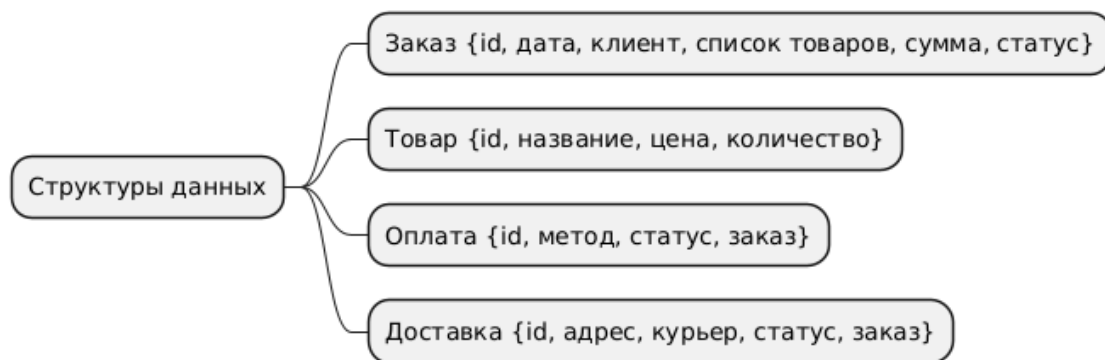 Заказ {id, дата, клиент, список товаров, сумма, статус}
Товар {id, название, цена, количество}
Структуры данных
Оплата {id, метод, статус, заказ}
Доставка {id, адрес, курьер, статус, заказ}